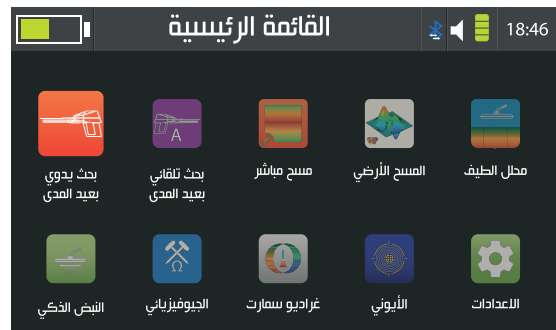 القائمة الرئيسية
18:46
محلل الطيف
المسح الأرضي
مسح مباشر
A
بحث تلقائي
بعيد المدى
بحث يدوي
بعيد المدى
الاعدادات
الأيوني
غراديو سمارت
Ω
الجيوفيزيائي
النبض الذكي